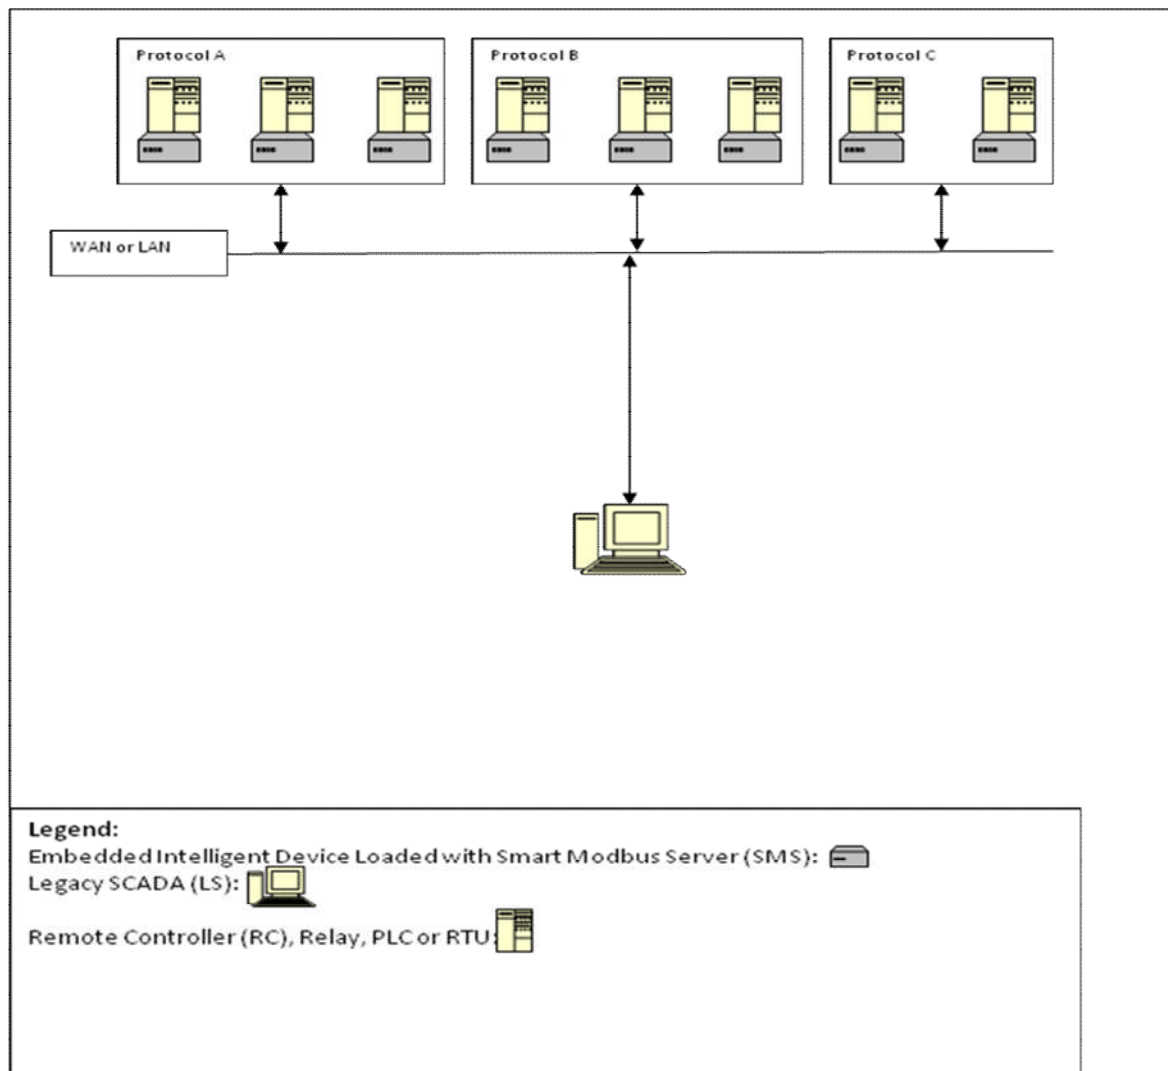 Protocol A
Protocol B
Protocol C
WAN or LAN
Legend:
Embedded Intelligent Device Loaded with Smart Modbus Server (SMS):
Legacy SCADA (LS):
Remote Controller (RC), Relay, PLC or RTU: